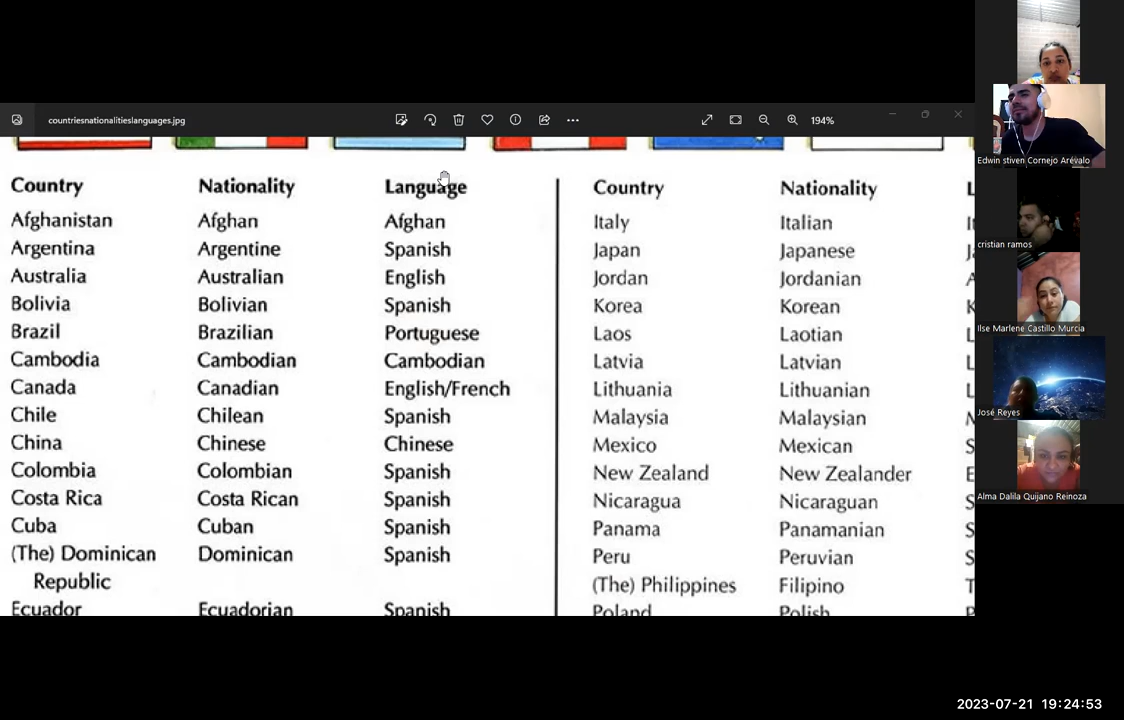 countriesnationalitieslanguages.jpg
194%
Country Nationality Language
Afghanistan Afghan Afghan
Argentina Argentine Spanish
Australia Australian English
Bolivia Bolivian Spanish
Brazil Brazilian Portuguese
Cambodia Cambodian Cambodian
Canada Canadian English/French
Chile Chilean Spanish
China Chinese Chinese
Colombia Colombian Spanish
Costa Rica Costa Rican Spanish
Cuba Cuban Spanish
(The) Dominican Dominican Spanish
Republic
Ecuador Ecuadorian Spanish
Country Nationality L
Italy Italian
Japan Japanese
Jordan Jordanian
Korea Korean
Laos Laotian
Latvia Latvian
Lithuania Lithuanian
Malaysia Malaysian
Mexico Mexican
New Zealand New Zealander
Nicaragua Nicaraguan
Panama Panamanian
Peru Peruvian
(The) Philippines Filipino
Poland Polish
Edwin stiven Cornejo Arévalo
cristian ramos
Ilse Marlene Castillo Murcia
José Reyes
Alma Dalila Quijano Reinoza
2023-07-21 19:24:53